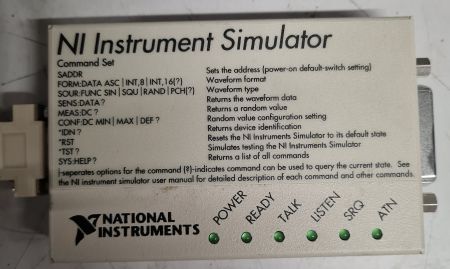 NI Instrument Simulator
Command Set
SADDR Sets the address (power-on default-switch setting)
FORM:DATA ASC | INT,8 | INT,16(?) Waveform format
SOUR:FUNC SIN | SQU | RAND | PCH(?) Waveform type
SENS:DATA? Returns the waveform data
MEAS:DC? Returns a random value
CONF:DC MIN | MAX | DEF ? Random value configuration setting
*IDN ? Returns device identification
*RST Resets the NI Instruments Simulator to its default state
*TST ? Simulates testing the NI Instruments Simulator
SYS:HELP ? Returns a list of all commands
|-seperates options for the command (?)-indicates command can be used to query the current state. See
the NI instrument simulator user manual for detailed description of each command and other commands.
NATIONAL
INSTRUMENTS
POWER READY TALK LISTEN SRQ ATN